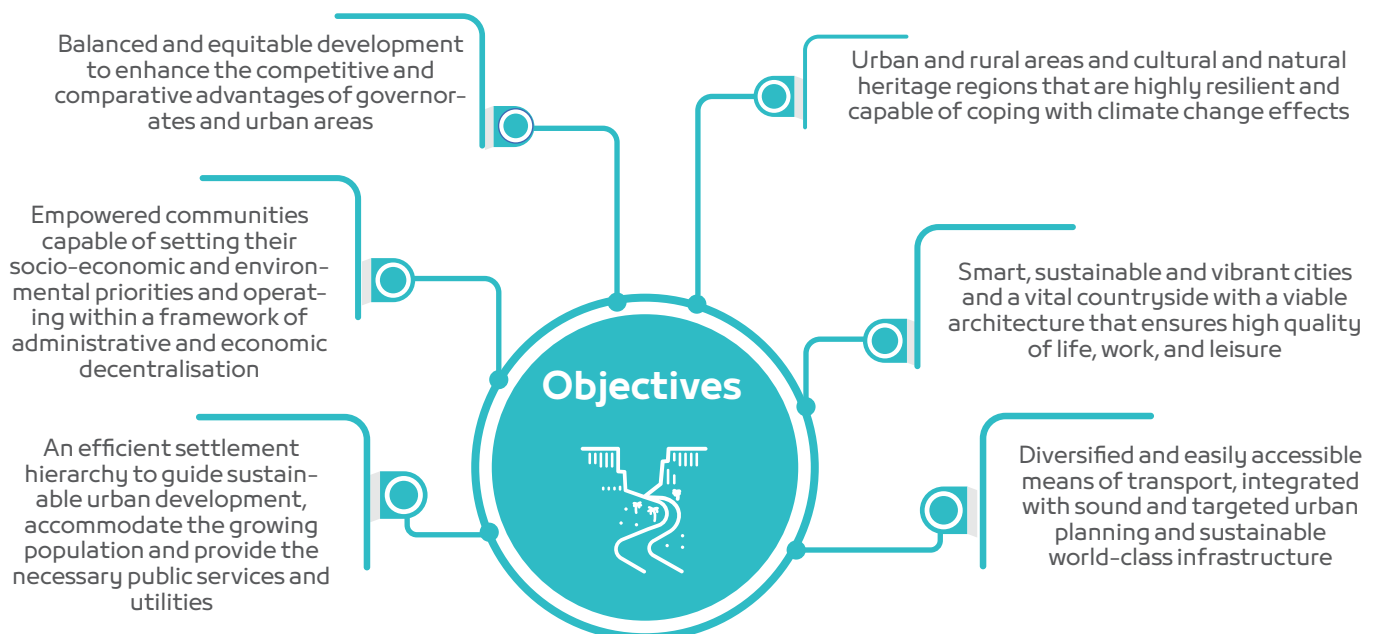 Balanced and equitable development
to enhance the competitive and
comparative advantages of governor-
ates and urban areas
Urban and rural areas and cultural and natural
heritage regions that are highly resilient and
capable of coping with climate change effects
Empowered communities
capable of setting their
socio-economic and environ-
mental priorities and operat-
ing within a framework of
administrative and economic
decentralisation
Smart, sustainable and vibrant cities
and a vital countryside with a viable
architecture that ensures high quality
of life, work, and leisure
Objectives
An efficient settlement
hierarchy to guide sustain-
able urban development,
accommodate the growing
population and provide the
necessary public services and
utilities
Diversified and easily accessible
means of transport, integrated
with sound and targeted urban
planning and sustainable
world-class infrastructure